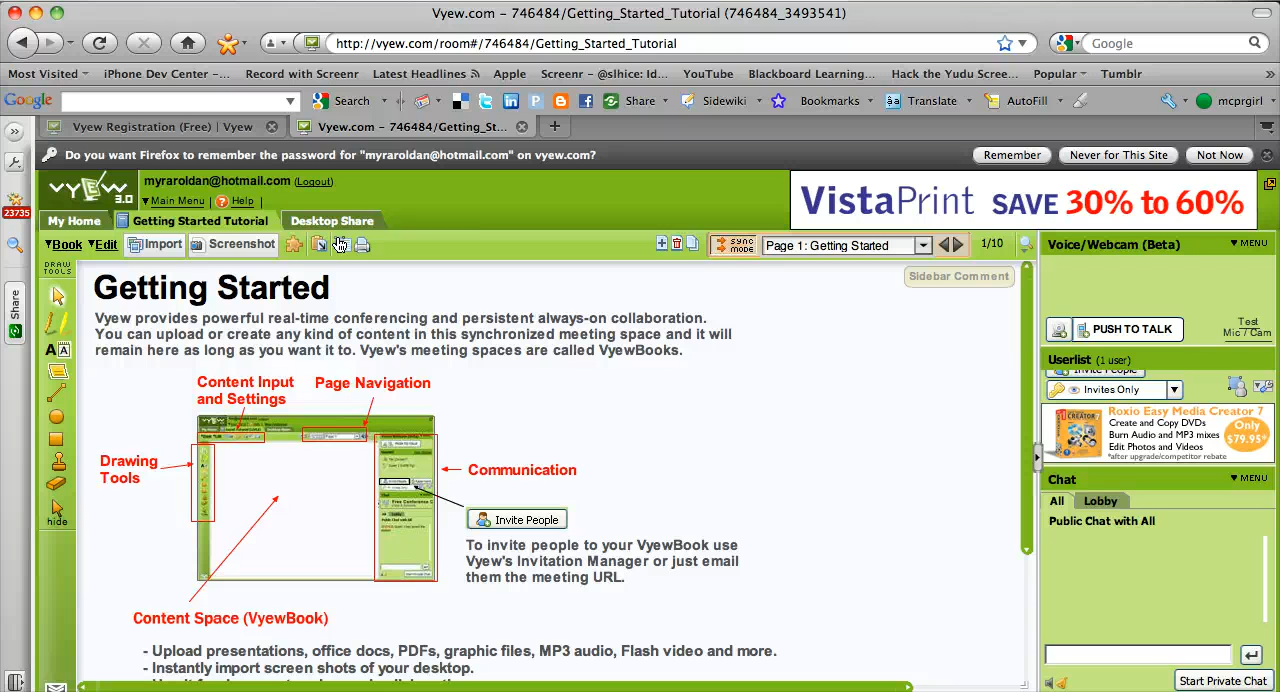 Vyew.com - 746484/Getting_Started_Tutorial (746484_3493541)
http://vyew.com/room#/746484/Getting_Started_Tutorial
Google
Most Visited
iPhone Dev Center -...
Record with Screenr
Latest Headlines
Apple
Screenr - @slhice: Id...
YouTube
Blackboard Learning...
Hack the Yudu Scree...
Popular
Tumblr
Google
Search
Share
Sidewiki
Bookmarks
Translate
AutoFill
mcprgirl
Vyew Registration (Free) | Vyew
Vyew.com - 746484/Getting_St...
Do you want Firefox to remember the password for "myraroldan@hotmail.com" on vyew.com?
Remember
Never for This Site
Not Now
23735
Share
VYEW 3.0
myraroldan@hotmail.com (Logout)
Main Menu | Help |
VistaPrint SAVE 30% to 60%
My Home
Getting Started Tutorial
Desktop Share
Book
Edit
Import
Screenshot
SYNC MODE
Page 1: Getting Started
1/10
DRAW TOOLS
hide
Getting Started
Sidebar Comment
Vyew provides powerful real-time conferencing and persistent always-on collaboration.
You can upload or create any kind of content in this synchronized meeting space and it will
remain here as long as you want it to. Vyew's meeting spaces are called VyewBooks.
Content Input
and Settings
Page Navigation
Drawing
Tools
Communication
Invite People
To invite people to your VyewBook use
Vyew's Invitation Manager or just email
them the meeting URL.
Content Space (VyewBook)
- Upload presentations, office docs, PDFs, graphic files, MP3 audio, Flash video and more.
- Instantly import screen shots of your desktop.
Voice/Webcam (Beta)
MENU
PUSH TO TALK
Test
Mic / Cam
Userlist (1 user)
Invite People
Invites Only
Roxio Easy Media Creator 7
Create and Copy DVDs
Burn Audio and MP3 mixes
Edit Photos and Videos
*after upgrade/competitor rebate
Only
$79.95*
Chat
MENU
All
Lobby
Public Chat with All
Start Private Chat